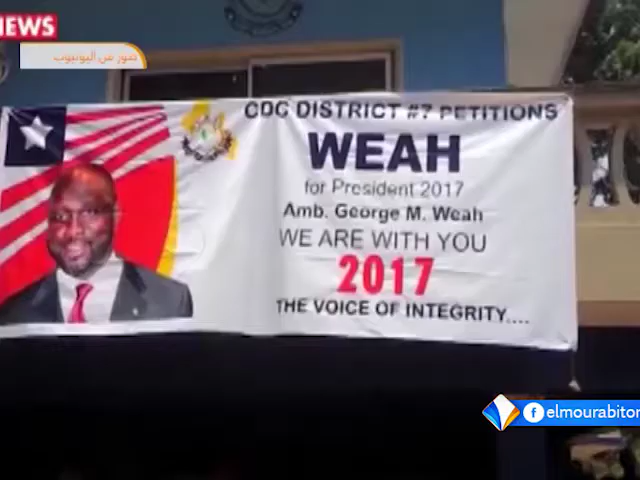 NEWS
صور من اليوتيوب
CDC DISTRICT #7 PETITIONS
WEAH
for President 2017
Amb. George M. Weah
WE ARE WITH YOU
2017
THE VOICE OF INTEGRITY....
elmourabiton